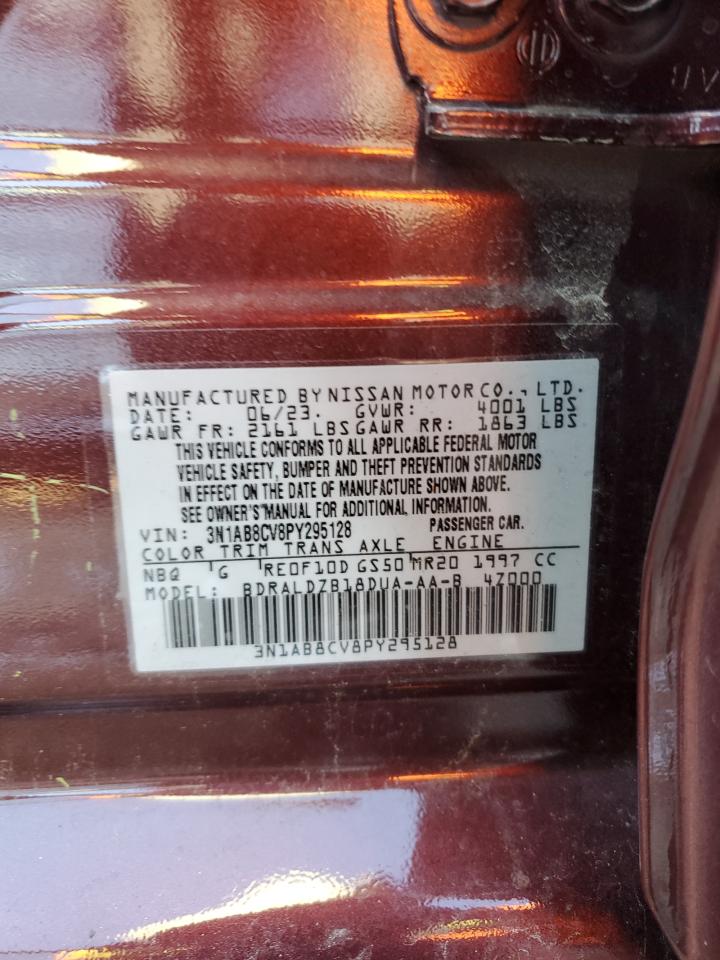 MANUFACTURED BY NISSAN MOTOR CO., LTD.
DATE: 06/23. GVWR: 4001 LBS
GAWR FR: 2161 LBS GAWR RR: 1863 LBS
THIS VEHICLE CONFORMS TO ALL APPLICABLE FEDERAL MOTOR
VEHICLE SAFETY, BUMPER AND THEFT PREVENTION STANDARDS
IN EFFECT ON THE DATE OF MANUFACTURE SHOWN ABOVE.
SEE OWNER'S MANUAL FOR ADDITIONAL INFORMATION.
VIN: 3N1AB8CV8PY295128 PASSENGER CAR.
COLOR TRIM TRANS AXLE ENGINE
NBQ G RE0F10D GS50 MR20 1997 CC
MODEL: BDRALDZB18DUA-AA-B 4Z000
3N1AB8CV8PY295128